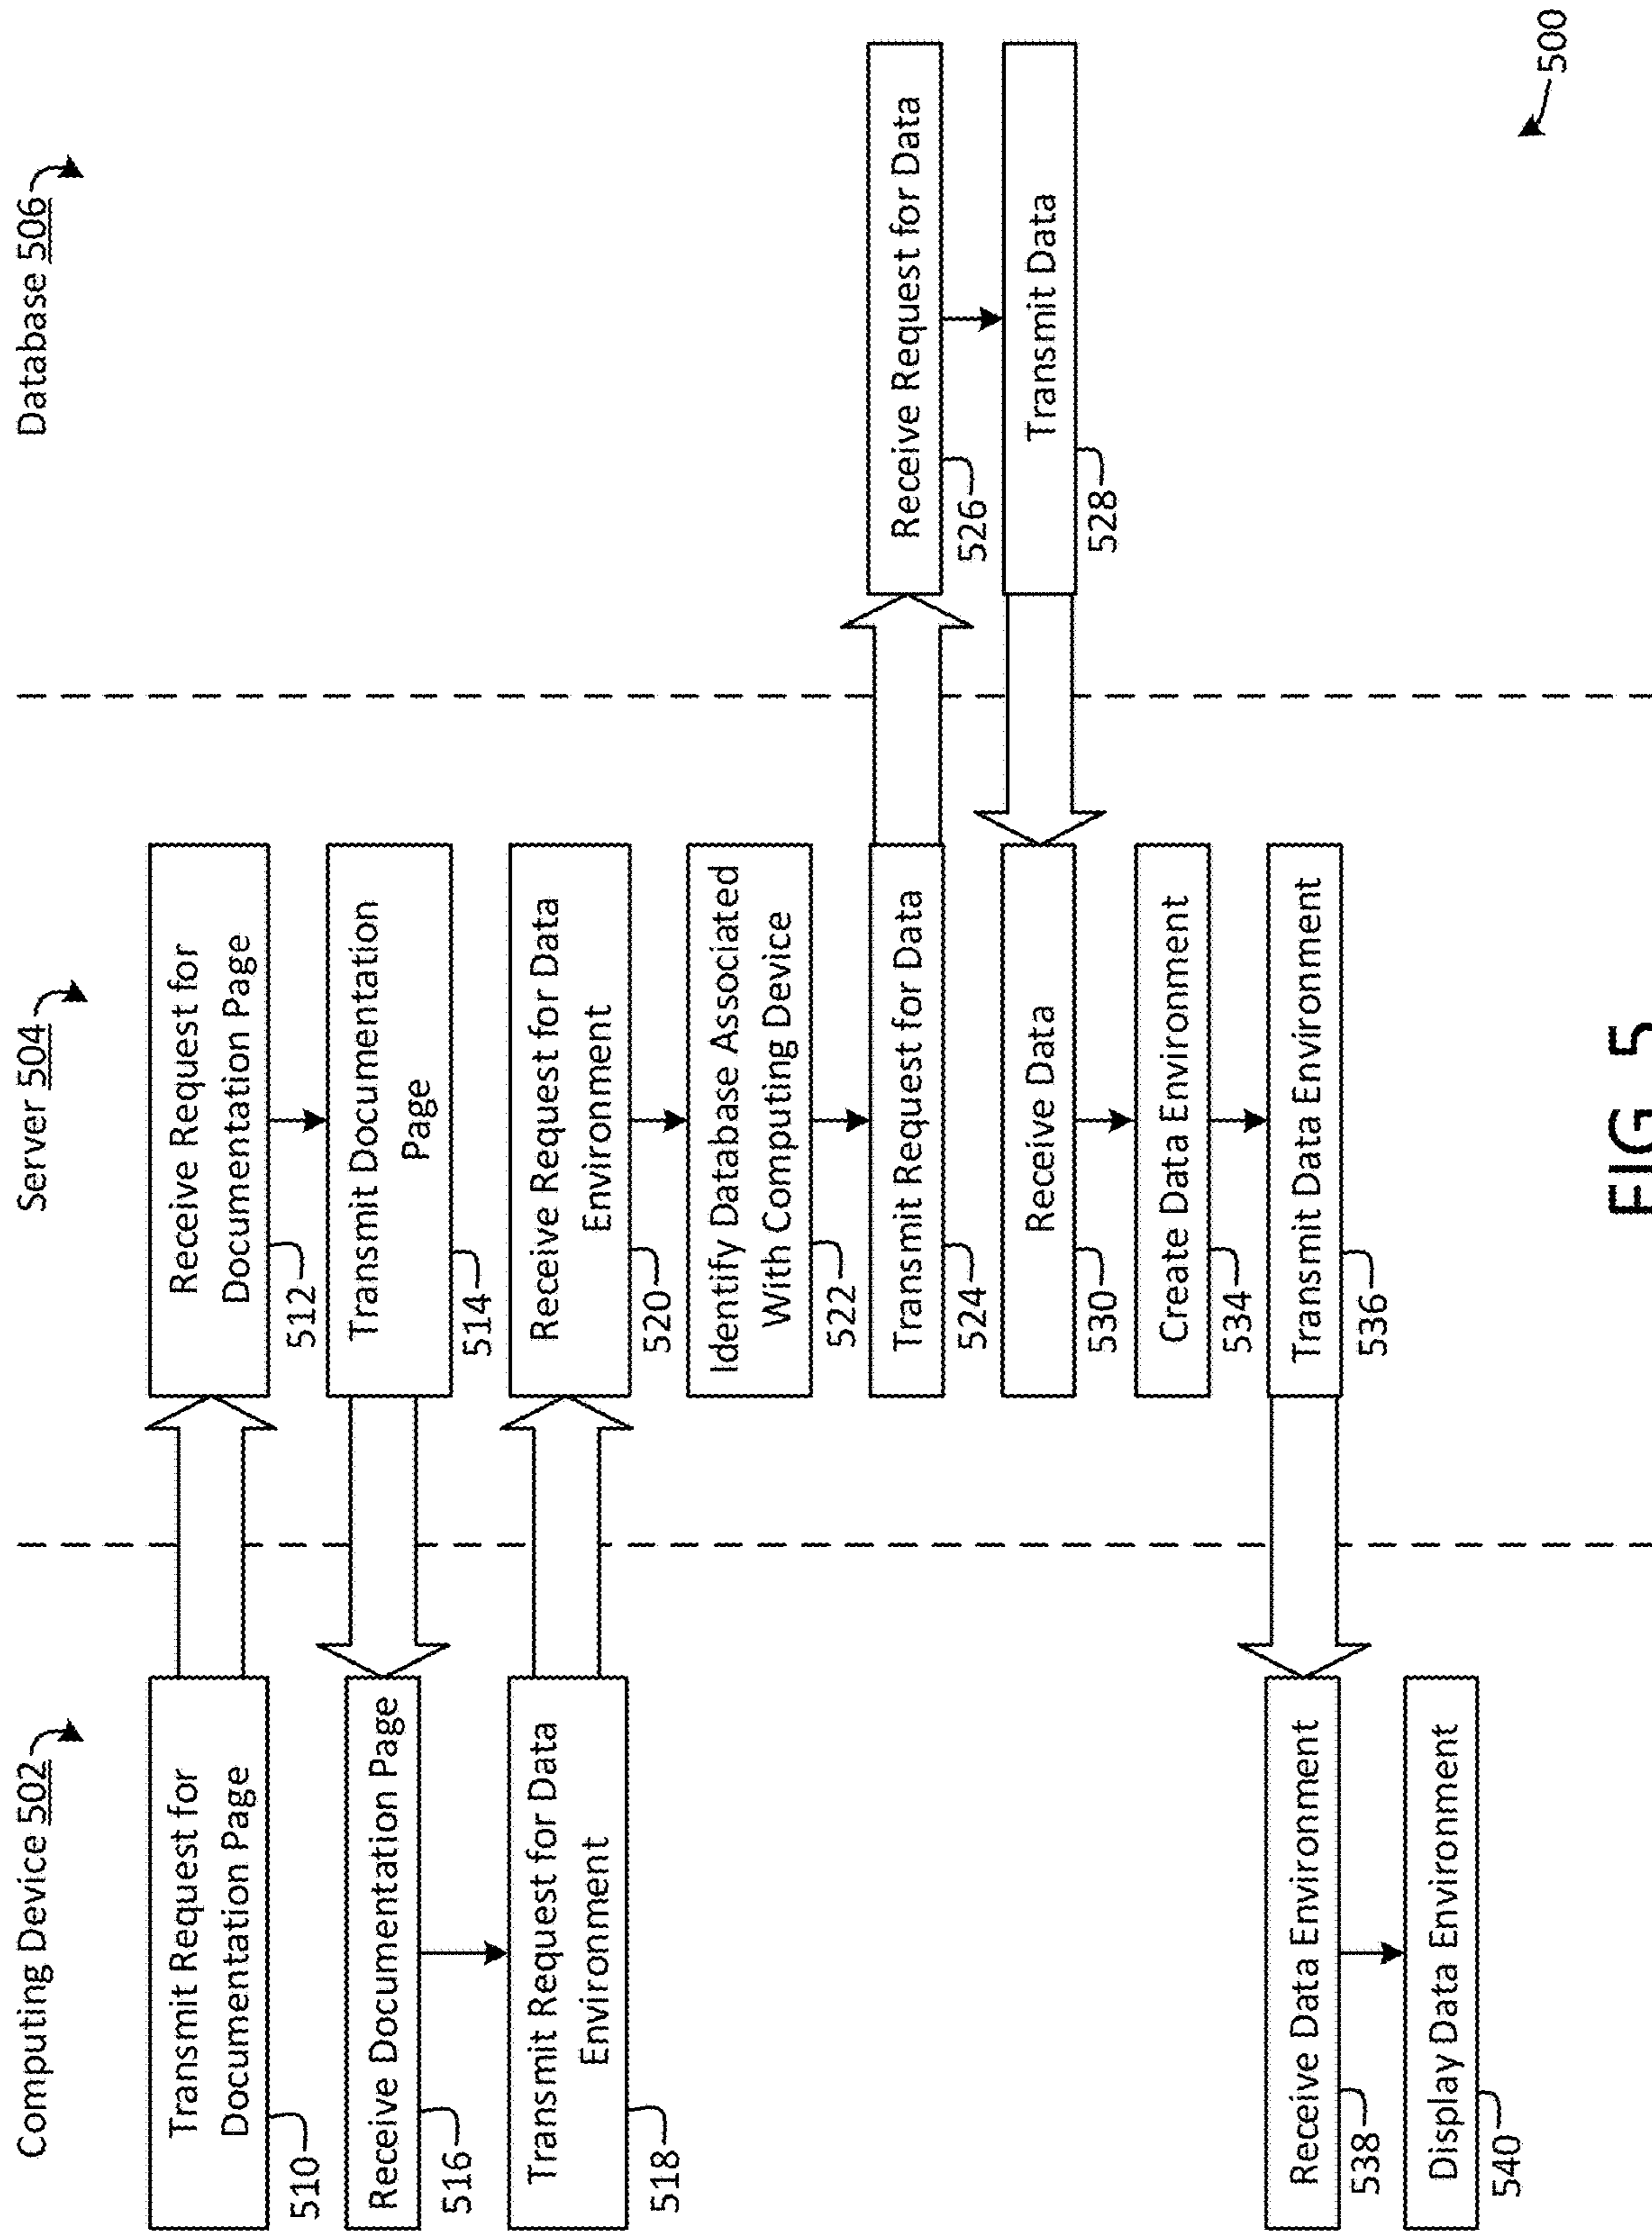 Computing Device 502
Server 504
Database 506
Transmit Request for
Documentation Page
510
Receive Request for
Documentation Page
512
Transmit Documentation
Page
514
Receive Documentation Page
516
Transmit Request for Data
Environment
518
Receive Request for Data
Environment
520
Identify Database Associated
With Computing Device
522
Transmit Request for Data
524
Receive Request for Data
526
Transmit Data
528
Receive Data
530
Create Data Environment
534
Transmit Data Environment
536
Receive Data Environment
538
Display Data Environment
540
500
FIG. 5